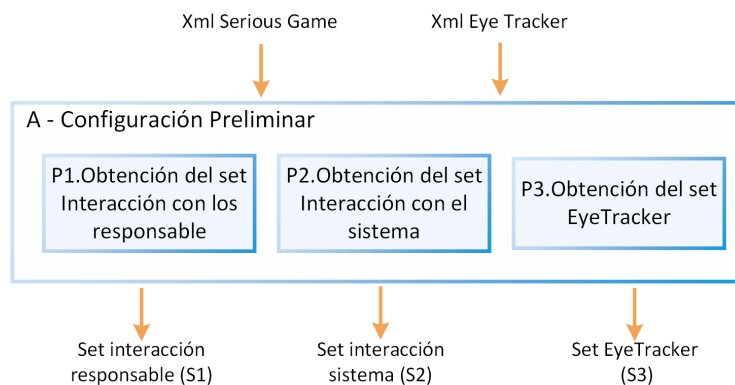 Xml Serious Game
Xml Eye Tracker
A - Configuración Preliminar
P1.Obtención del set
Interacción con los
responsable
P2.Obtención del set
Interacción con el
sistema
P3.Obtención del set
EyeTracker
Set interacción
responsable (S1)
Set interacción
sistema (S2)
Set EyeTracker
(S3)